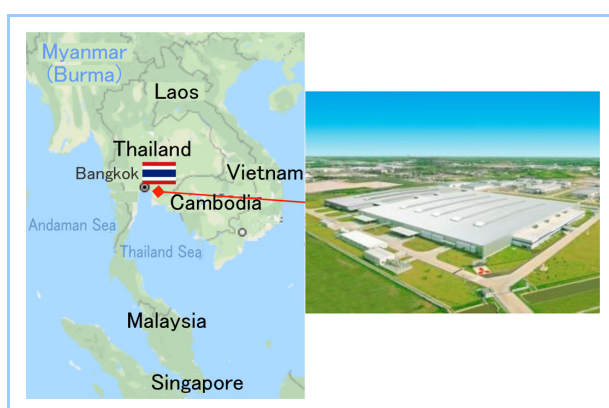 Myanmar
(Burma)
Laos
Thailand
Bangkok
Vietnam
Cambodia
Andaman Sea
Thailand Sea
Malaysia
Singapore